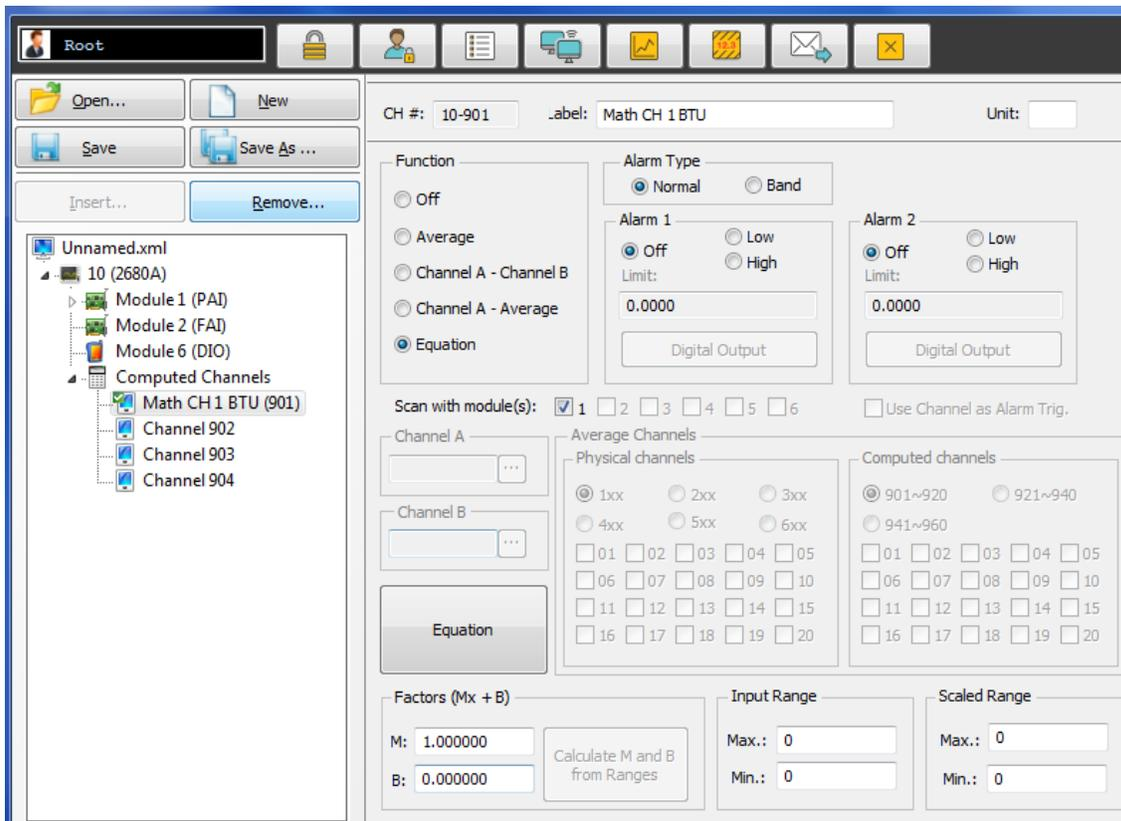 Root
12.3
Open...
New
Save
Save As ...
Insert...
Remove...
Unnamed.xml
10 (2680A)
Module 1 (PAI)
Module 2 (FAI)
Module 6 (DIO)
Computed Channels
Math CH 1 BTU (901)
Channel 902
Channel 903
Channel 904
CH #: 10-901 .abel: Math CH 1 BTU Unit:
Function
Off
Average
Channel A - Channel B
Channel A - Average
Equation
Alarm Type
Normal Band
Alarm 1
Off Low
High
Limit:
0.0000
Digital Output
Alarm 2
Off Low
High
Limit:
0.0000
Digital Output
Scan with module(s): 1 2 3 4 5 6 Use Channel as Alarm Trig.
Channel A
...
Channel B
...
Equation
Average Channels
Physical channels
1xx 2xx 3xx
4xx 5xx 6xx
01 02 03 04 05
06 07 08 09 10
11 12 13 14 15
16 17 18 19 20
Computed channels
901~920 921~940
941~960
01 02 03 04 05
06 07 08 09 10
11 12 13 14 15
16 17 18 19 20
Factors (Mx + B)
M: 1.000000
B: 0.000000
Calculate M and B
from Ranges
Input Range
Max.: 0
Min.: 0
Scaled Range
Max.: 0
Min.: 0